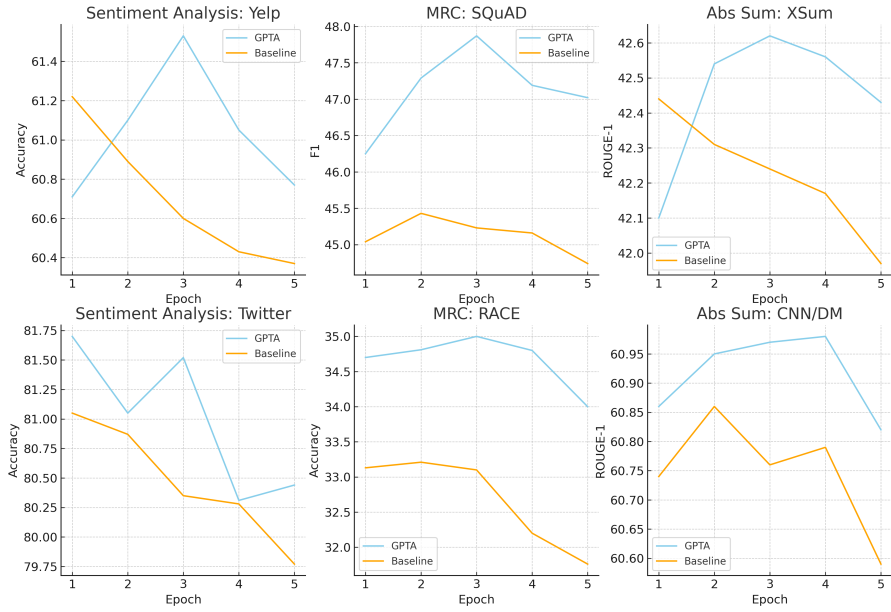 Sentiment Analysis: Yelp
61.4
61.2
61.0
60.8
60.6
60.4
Accuracy
GPTA
Baseline
1 2 3 4 5
Epoch
MRC: SQuAD
48.0
47.5
47.0
46.5
46.0
45.5
45.0
F1
GPTA
Baseline
1 2 3 4 5
Epoch
Abs Sum: XSum
42.6
42.5
42.4
42.3
42.2
42.1
42.0
ROUGE-1
GPTA
Baseline
1 2 3 4 5
Epoch
Sentiment Analysis: Twitter
81.75
81.50
81.25
81.00
80.75
80.50
80.25
80.00
79.75
Accuracy
GPTA
Baseline
1 2 3 4 5
Epoch
MRC: RACE
35.0
34.5
34.0
33.5
33.0
32.5
32.0
Accuracy
GPTA
Baseline
1 2 3 4 5
Epoch
Abs Sum: CNN/DM
60.95
60.90
60.85
60.80
60.75
60.70
60.65
60.60
ROUGE-1
GPTA
Baseline
1 2 3 4 5
Epoch